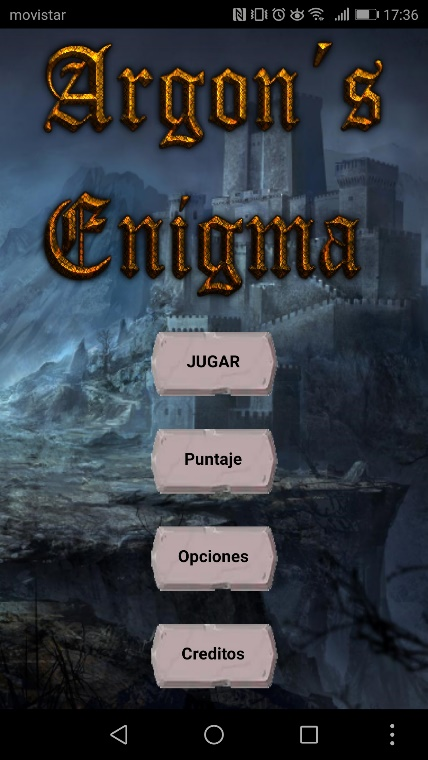 movistar 17:36
Argon´s
Enigma
JUGAR
Puntaje
Opciones
Creditos